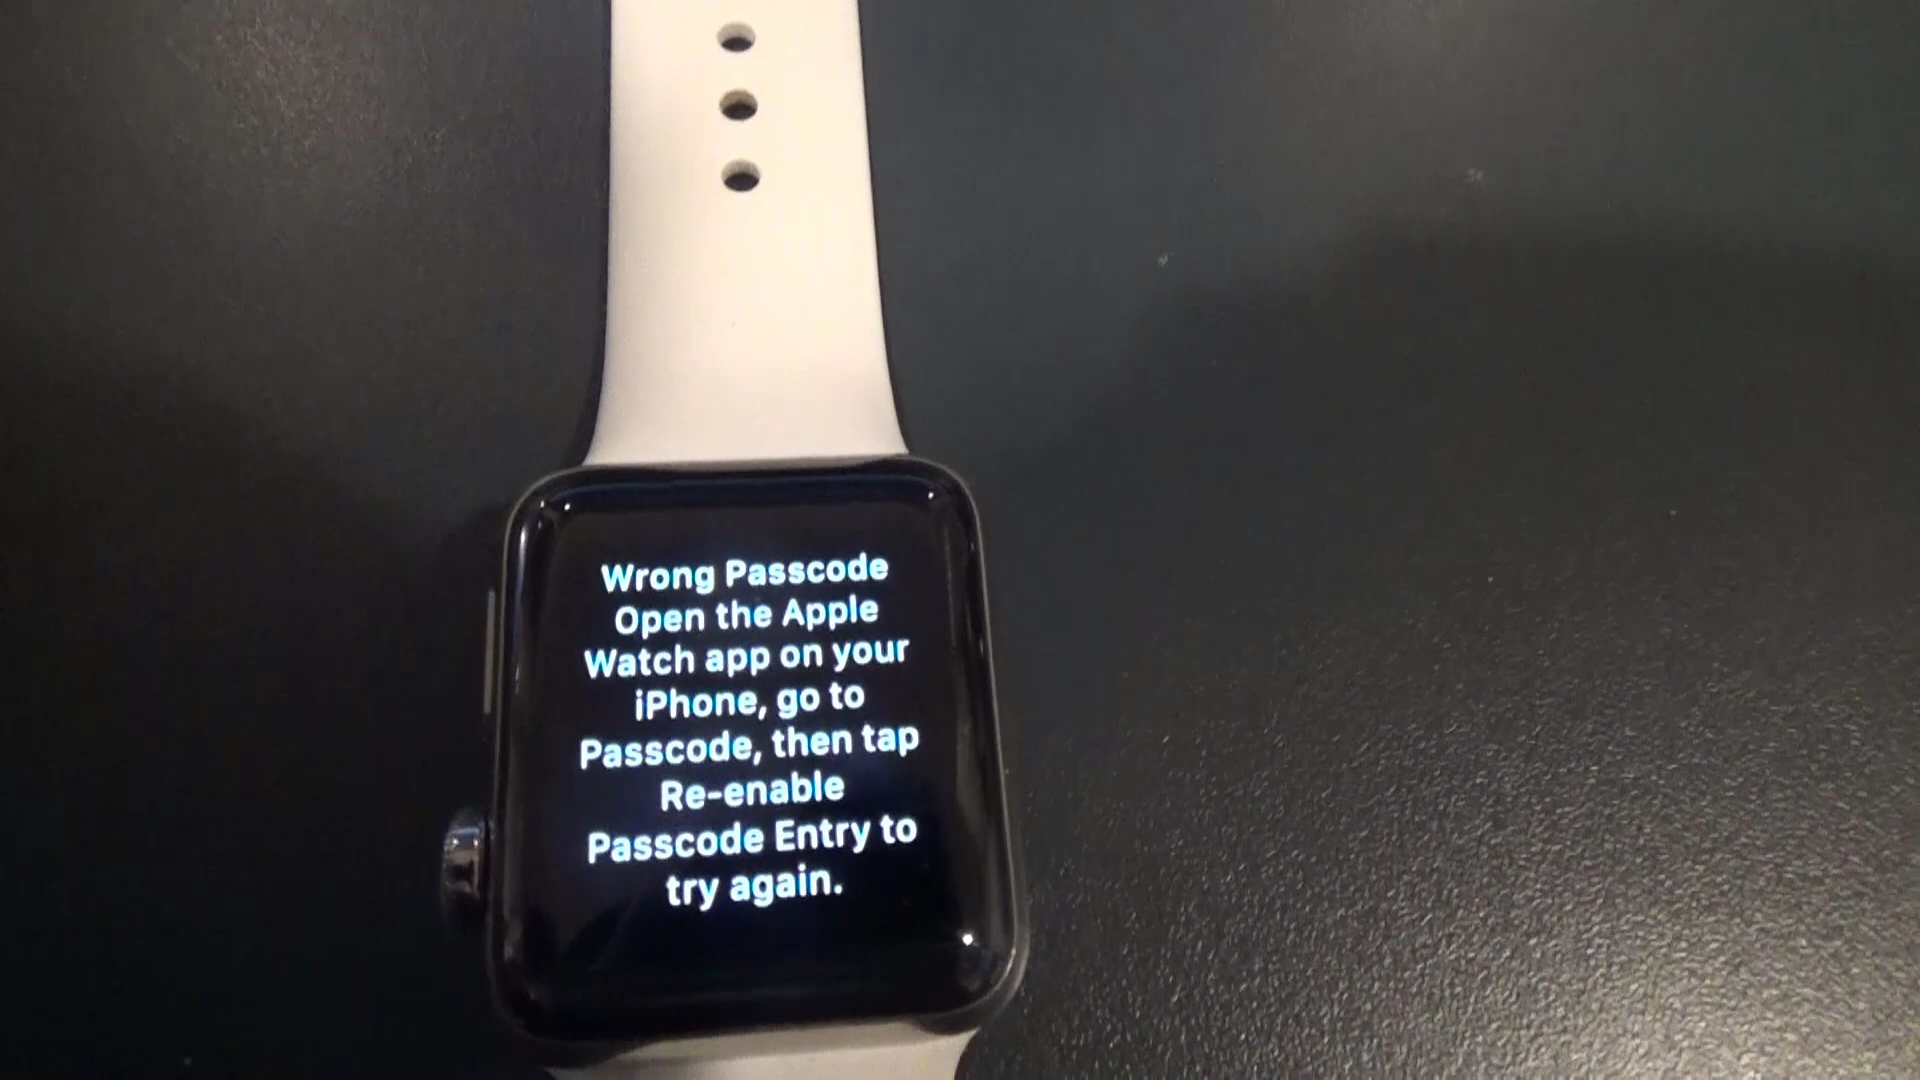 Wrong Passcode
Open the Apple
Watch app on your
iPhone, go to
Passcode, then tap
Re-enable
Passcode Entry to
try again.